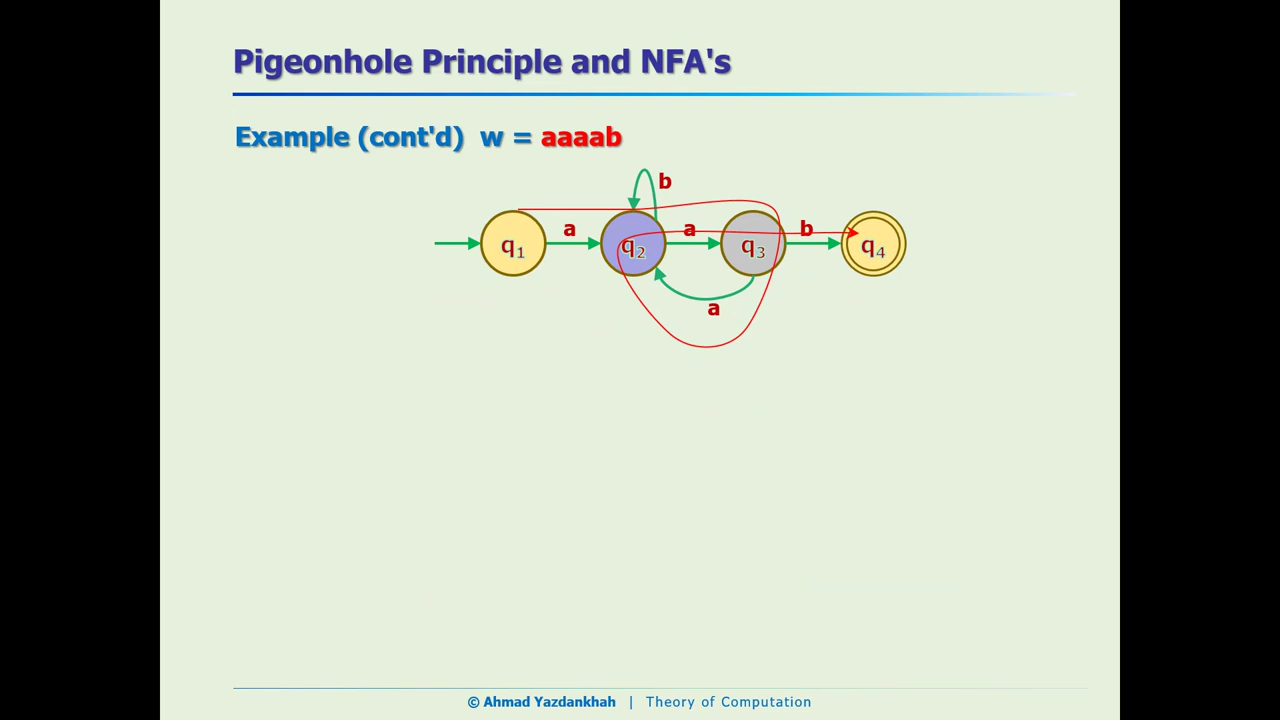 Pigeonhole Principle and NFA's
Example (cont'd) w = aaaab
b
a
a
b
q1
q2
q3
q4
a
© Ahmad Yazdankhah | Theory of Computation